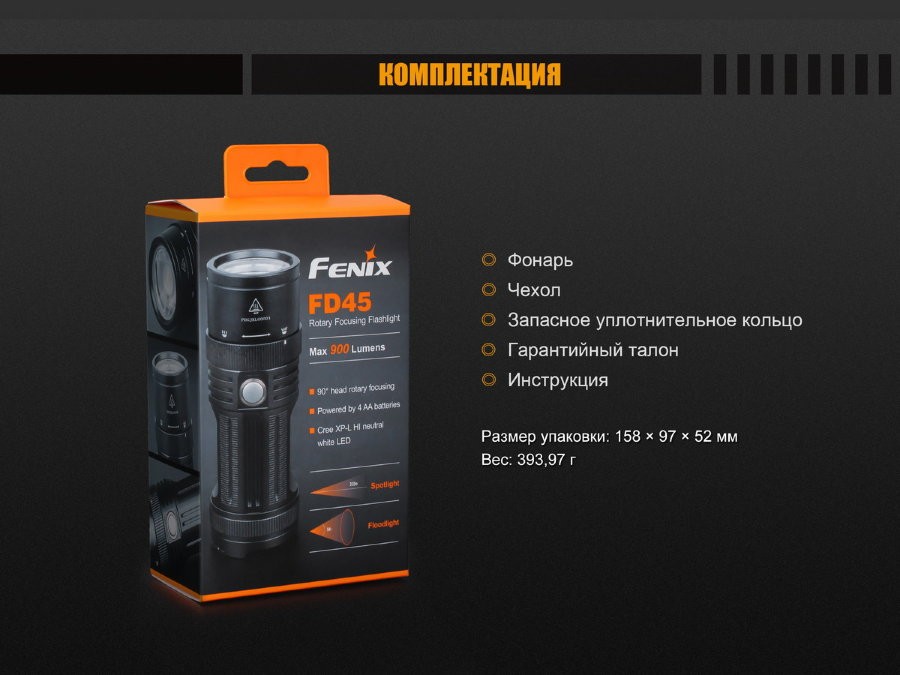 КОМПЛЕКТАЦИЯ
FENIX
FD45
Rotary Focusing Flashlight
Max 900 Lumens
90° head rotary focusing
Powered by 4 AA batteries
Cree XP-L HI neutral
white LED
Spotlight
Floodlight
Фонарь
Чехол
Запасное уплотнительное кольцо
Гарантийный талон
Инструкция
Размер упаковки: 158 × 97 × 52 мм
Вес: 393,97 г